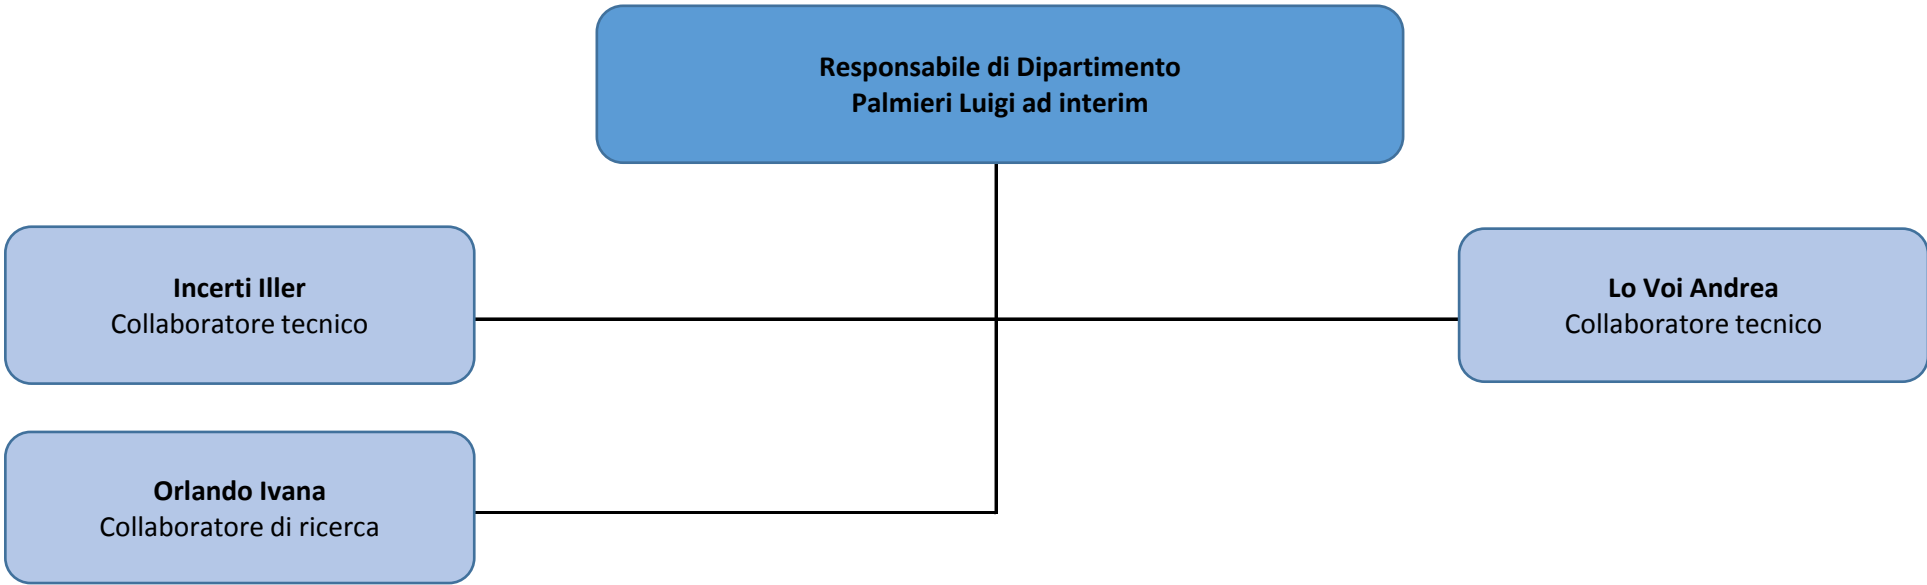 Responsabile di Dipartimento
Palmieri Luigi ad interim
Incerti Iller
Collaboratore tecnico
Lo Voi Andrea
Collaboratore tecnico
Orlando Ivana
Collaboratore di ricerca